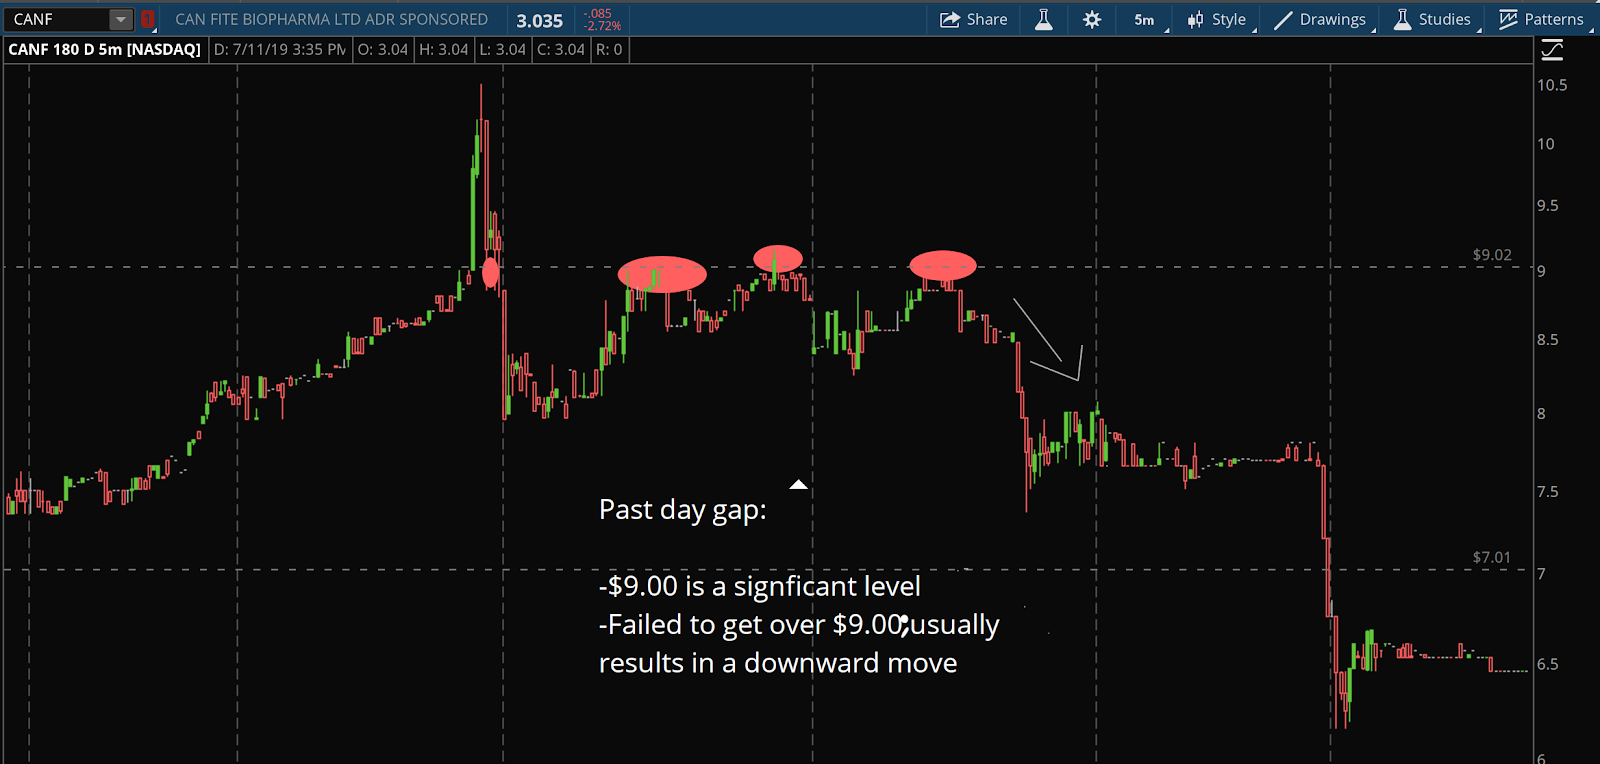 CANF
1
CAN FITE BIOPHARMA LTD ADR SPONSORED
3.035
-.085
-2.72%
Share
5m
Style
Drawings
Studies
Patterns
CANF 180 D 5m [NASDAQ]
D: 7/11/19 3:35 PM
O: 3.04
H: 3.04
L: 3.04
C: 3.04
R: 0
10.5
10
9.5
$9.02
9
8.5
8
7.5
$7.01
7
6.5
6
Past day gap:
-$9.00 is a signficant level
-Failed to get over $9.00;usually
results in a downward move